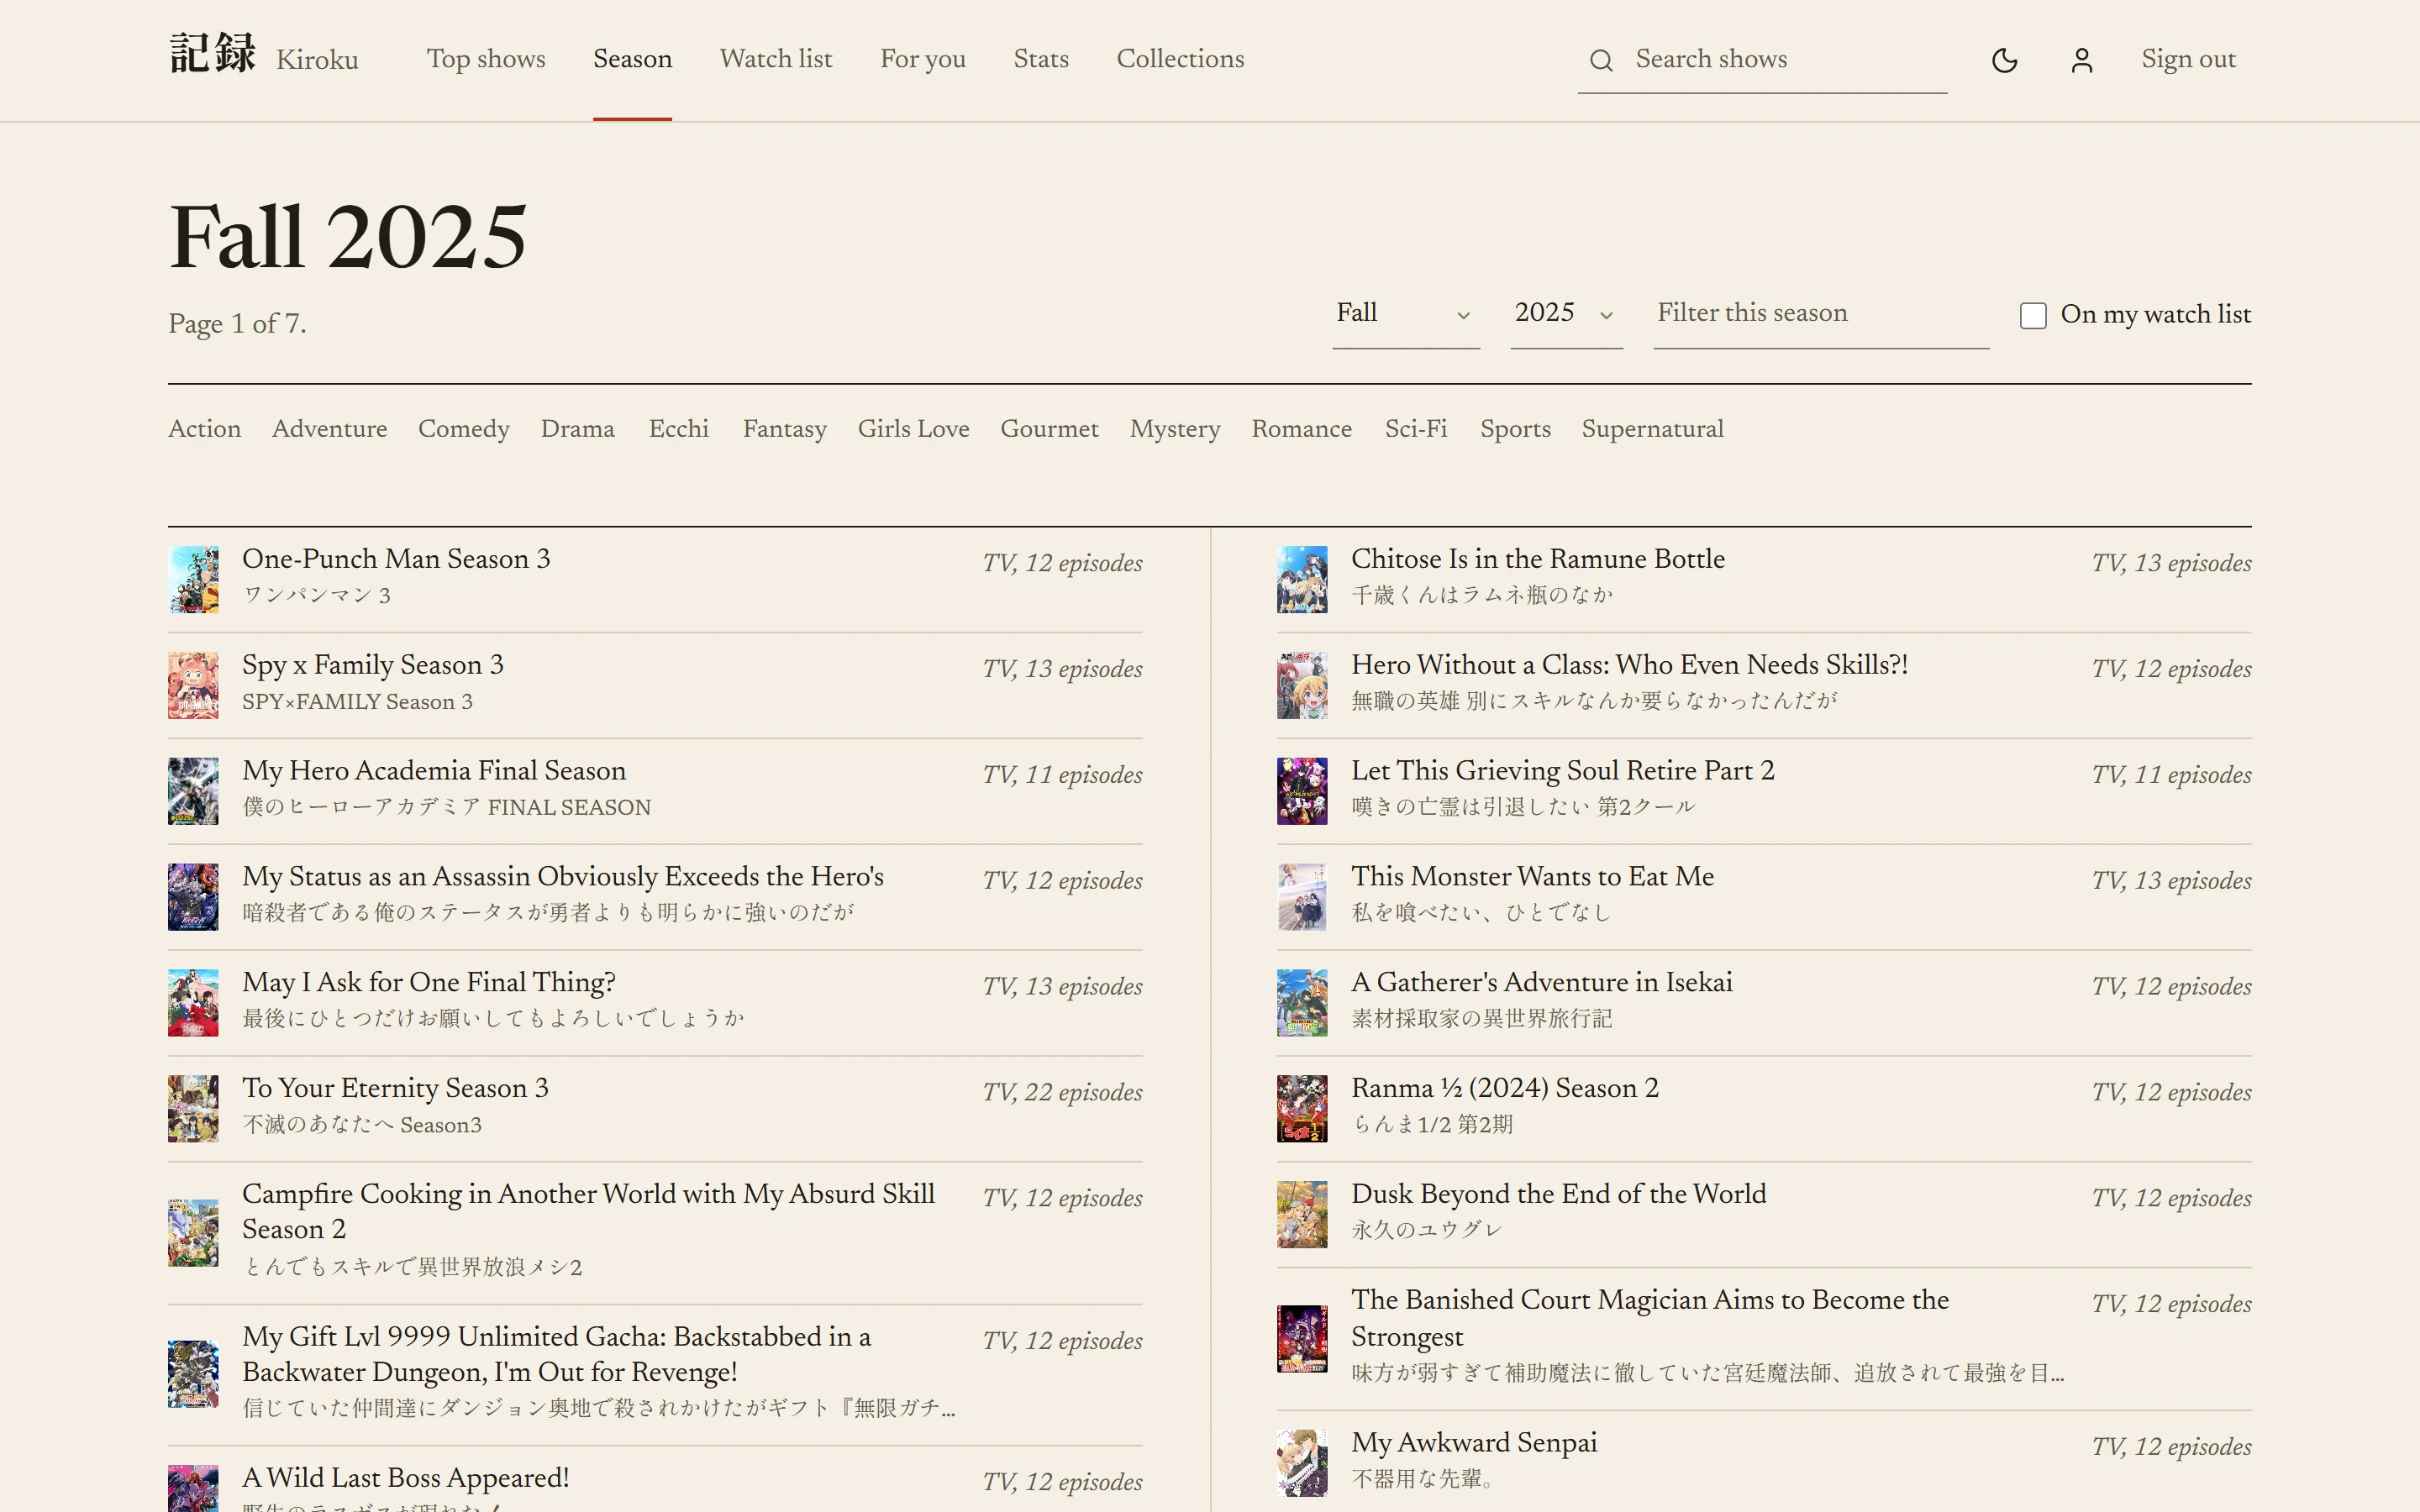 記録 Kiroku Top shows Season Watch list For you Stats Collections Search shows Sign out
Fall 2025
Page 1 of 7.
Fall 2025 Filter this season On my watch list
Action Adventure Comedy Drama Ecchi Fantasy Girls Love Gourmet Mystery Romance Sci-Fi Sports Supernatural
One-Punch Man Season 3 TV, 12 episodes
ワンパンマン 3
Spy x Family Season 3 TV, 13 episodes
SPY×FAMILY Season 3
My Hero Academia Final Season TV, 11 episodes
僕のヒーローアカデミア FINAL SEASON
My Status as an Assassin Obviously Exceeds the Hero's TV, 12 episodes
暗殺者である俺のステータスが勇者よりも明らかに強いのだが
May I Ask for One Final Thing? TV, 13 episodes
最後にひとつだけお願いしてもよろしいでしょうか
To Your Eternity Season 3 TV, 22 episodes
不滅のあなたへ Season3
Campfire Cooking in Another World with My Absurd Skill TV, 12 episodes
Season 2
とんでもスキルで異世界放浪メシ2
My Gift Lvl 9999 Unlimited Gacha: Backstabbed in a TV, 12 episodes
Backwater Dungeon, I'm Out for Revenge!
信じていた仲間達にダンジョン奥地で殺されかけたがギフト『無限ガチ...
A Wild Last Boss Appeared! TV, 12 episodes
Chitose Is in the Ramune Bottle TV, 13 episodes
千歳くんはラムネ瓶のなか
Hero Without a Class: Who Even Needs Skills?! TV, 12 episodes
無職の英雄 別にスキルなんか要らなかったんだが
Let This Grieving Soul Retire Part 2 TV, 11 episodes
嘆きの亡霊は引退したい 第2クール
This Monster Wants to Eat Me TV, 13 episodes
私を喰べたい、ひとでなし
A Gatherer's Adventure in Isekai TV, 12 episodes
素材採取家の異世界旅行記
Ranma ½ (2024) Season 2 TV, 12 episodes
らんま1/2 第2期
Dusk Beyond the End of the World TV, 12 episodes
永久のユウグレ
The Banished Court Magician Aims to Become the TV, 12 episodes
Strongest
味方が弱すぎて補助魔法に徹していた宮廷魔法師、追放されて最強を目...
My Awkward Senpai TV, 12 episodes
不器用な先輩。